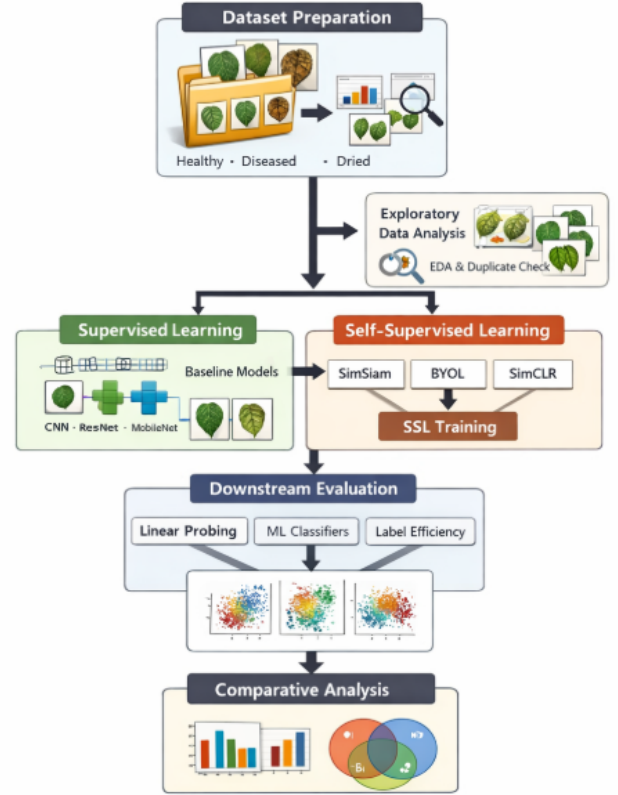 Dataset Preparation
Healthy • Diseased • Dried
Exploratory
Data Analysis
EDA & Duplicate Check
Supervised Learning
Baseline Models
CNN - ResNet - MobileNet
Self-Supervised Learning
SimSiam
BYOL
SimCLR
SSL Training
Downstream Evaluation
Linear Probing
ML Classifiers
Label Efficiency
Comparative Analysis